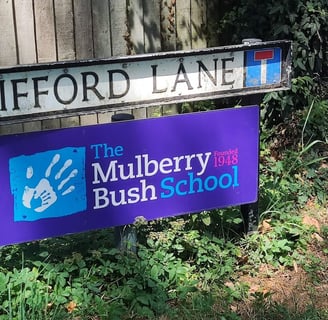 IFFORD LANE
The
Mulberry Founded 1948
Bush School